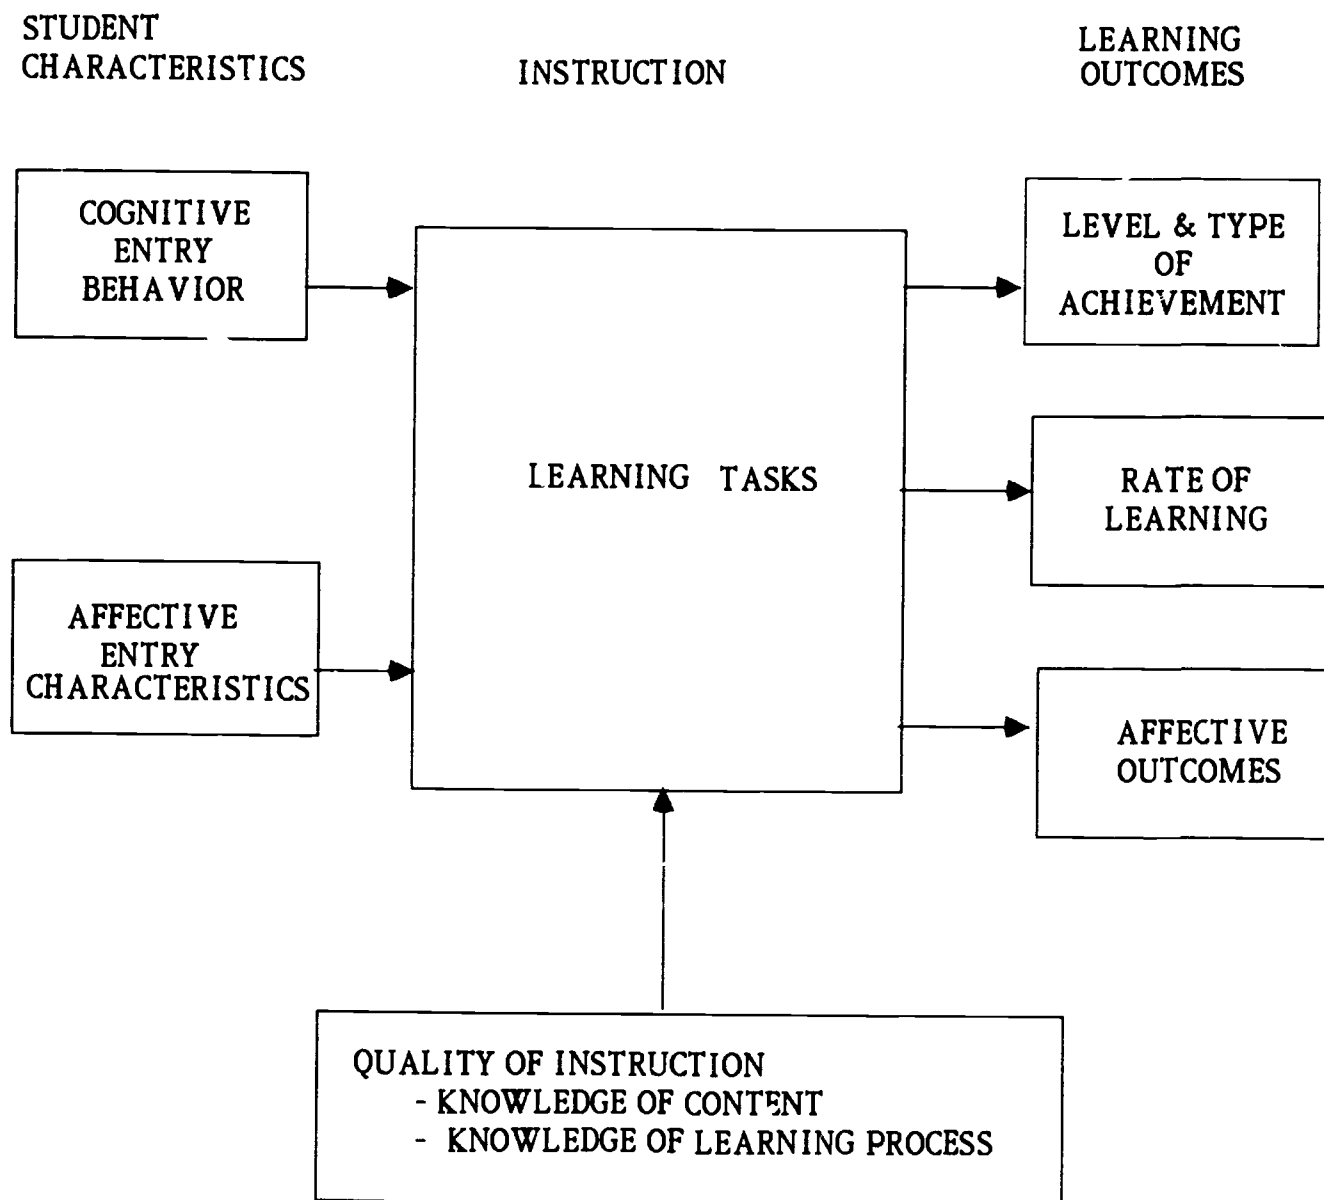 STUDENT
CHARACTERISTICS
INSTRUCTION
LEARNING
OUTCOMES
COGNITIVE
ENTRY
BEHAVIOR
AFFECTIVE
ENTRY
CHARACTERISTICS
LEARNING TASKS
LEVEL & TYPE
OF
ACHIEVEMENT
RATE OF
LEARNING
AFFECTIVE
OUTCOMES
QUALITY OF INSTRUCTION
- KNOWLEDGE OF CONTENT
- KNOWLEDGE OF LEARNING PROCESS